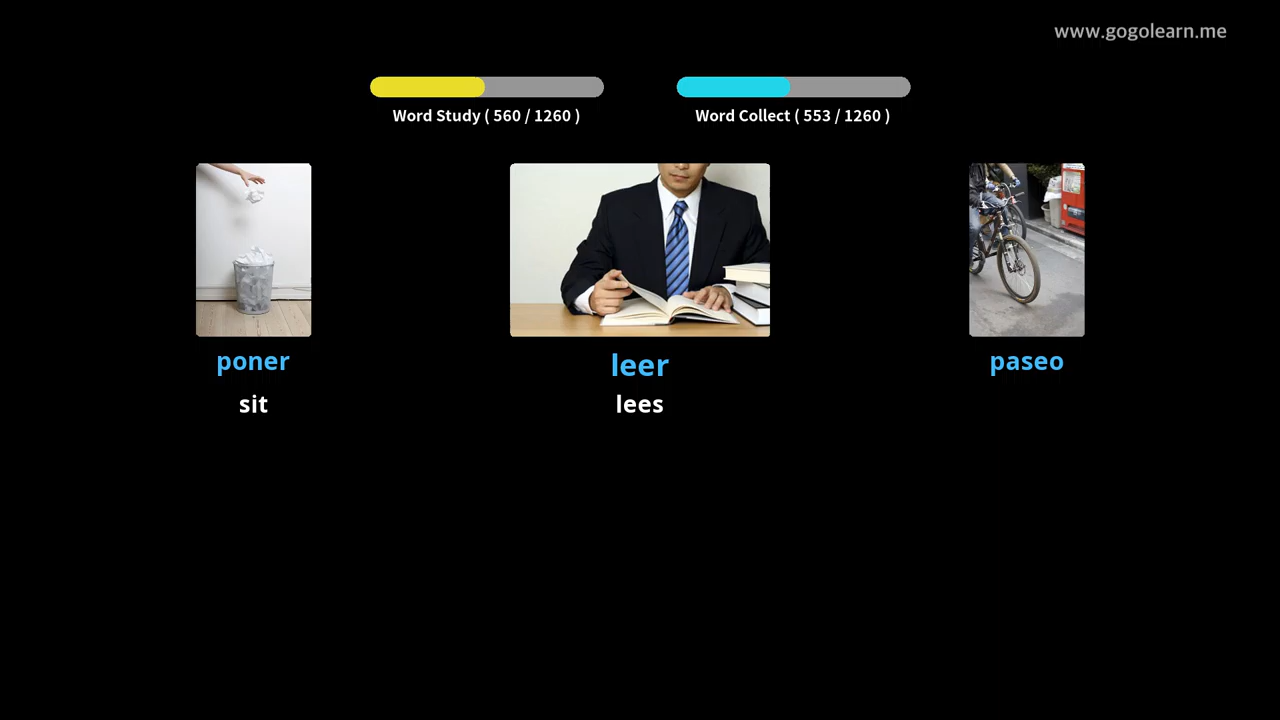 www.gogolearn.me
Word Study ( 560 / 1260 )
Word Collect ( 553 / 1260 )
poner
sit
leer
lees
paseo